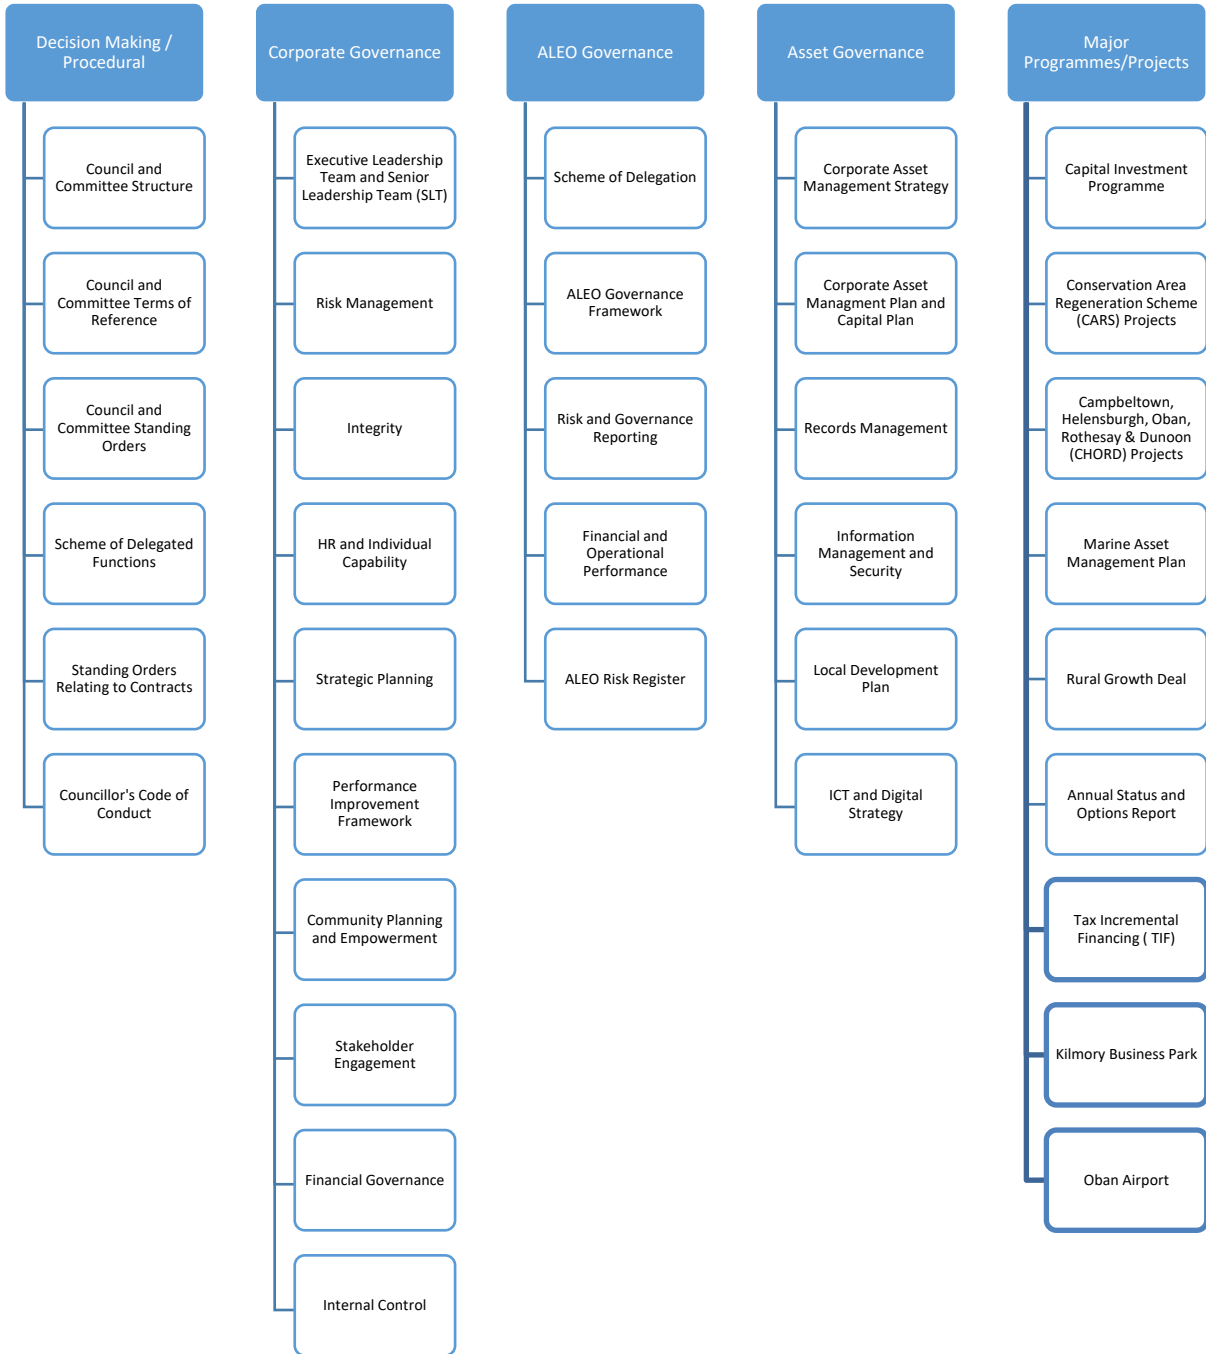 Decision Making /
Procedural
Council and
Committee Structure
Council and
Committee Terms of
Reference
Council and
Committee Standing
Orders
Scheme of Delegated
Functions
Standing Orders
Relating to Contracts
Councillor's Code of
Conduct
Corporate Governance
Executive Leadership
Team and Senior
Leadership Team (SLT)
Risk Management
Integrity
HR and Individual
Capability
Strategic Planning
Performance
Improvement
Framework
Community Planning
and Empowerment
Stakeholder
Engagement
Financial Governance
Internal Control
ALEO Governance
Scheme of Delegation
ALEO Governance
Framework
Risk and Governance
Reporting
Financial and
Operational
Performance
ALEO Risk Register
Asset Governance
Corporate Asset
Management Strategy
Corporate Asset
Managment Plan and
Capital Plan
Records Management
Information
Management and
Security
Local Development
Plan
ICT and Digital
Strategy
Major
Programmes/Projects
Capital Investment
Programme
Conservation Area
Regeneration Scheme
(CARS) Projects
Campbeltown,
Helensburgh, Oban,
Rothesay & Dunoon
(CHORD) Projects
Marine Asset
Management Plan
Rural Growth Deal
Annual Status and
Options Report
Tax Incremental
Financing ( TIF)
Kilmory Business Park
Oban Airport